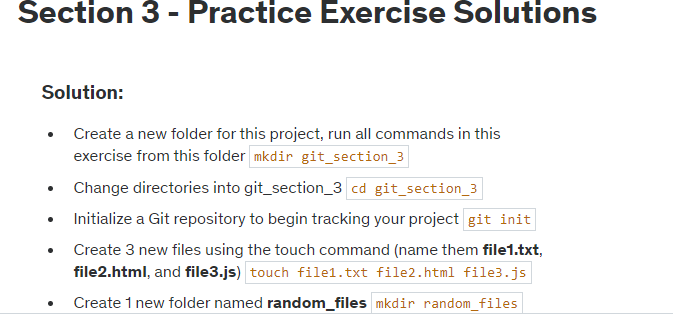 Section 3 - Practice Exercise Solutions
Solution:
• Create a new folder for this project, run all commands in this
exercise from this folder mkdir git_section_3
• Change directories into git_section_3 cd git_section_3
• Initialize a Git repository to begin tracking your project git init
• Create 3 new files using the touch command (name them file1.txt,
file2.html, and file3.js) touch file1.txt file2.html file3.js
• Create 1 new folder named random_files mkdir random_files